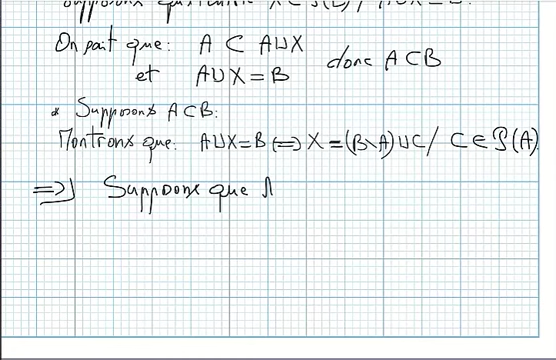 On sait que: A ⊂ A∪X donc A⊂B
et A∪X = B
* Supposons A⊂B:
Montrons que: A∪X=B ⟺ X=(B\A)∪C / C∈P(A)
⟹) Supposons que A